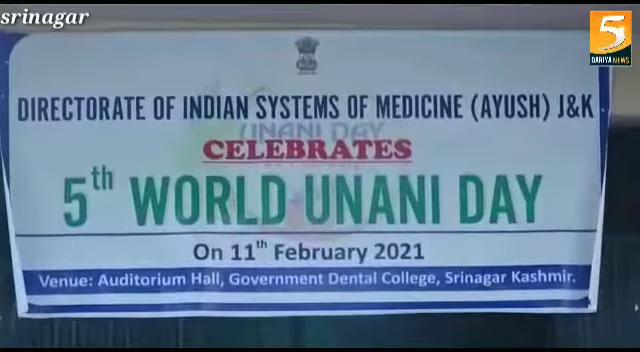 srinagar
5
DARIYA NEWS
DIRECTORATE OF INDIAN SYSTEMS OF MEDICINE (AYUSH) J&K
UNANI DAY
CELEBRATES
5th WORLD UNANI DAY
On 11th February 2021
Venue: Auditorium Hall, Government Dental College, Srinagar Kashmir.